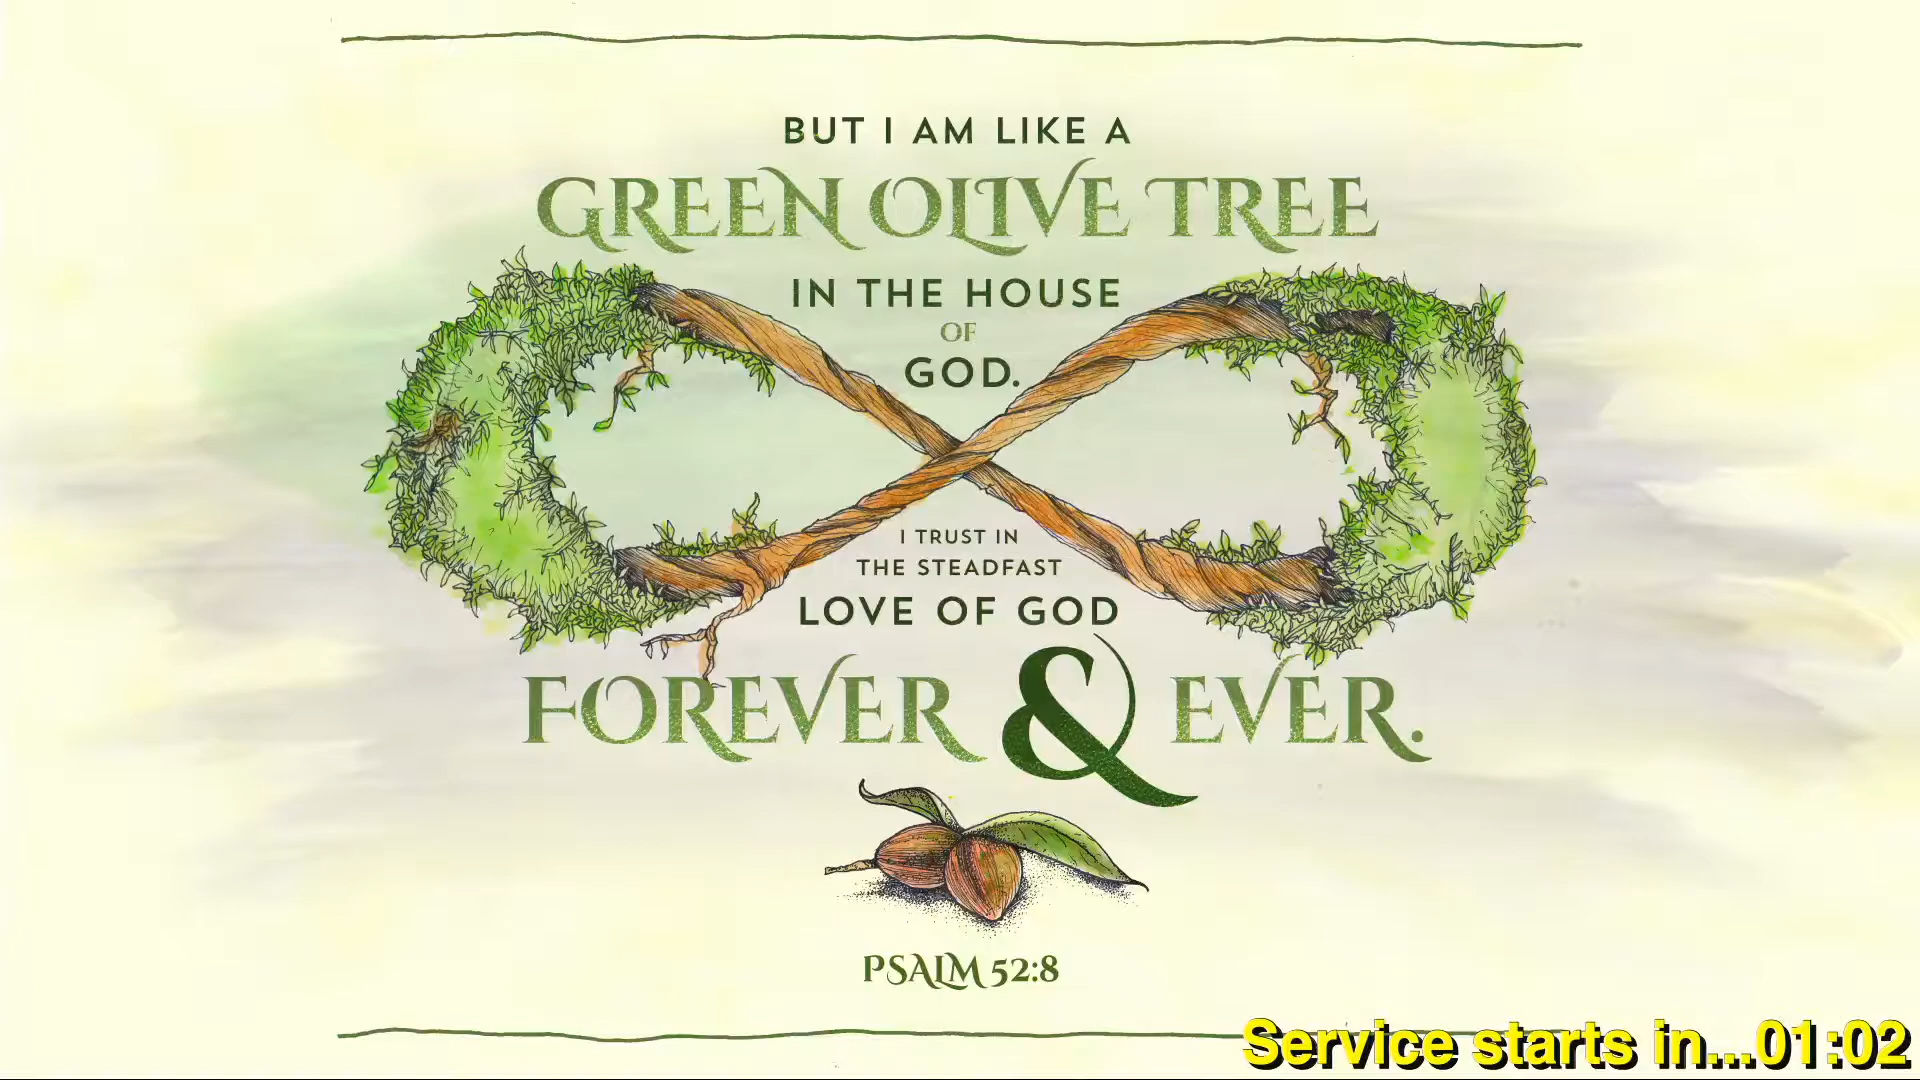 BUT I AM LIKE A
GREEN OLIVE TREE
IN THE HOUSE
OF
GOD.
I TRUST IN
THE STEADFAST
LOVE OF GOD
FOREVER & EVER.
PSALM 52:8
Service starts in...01:02